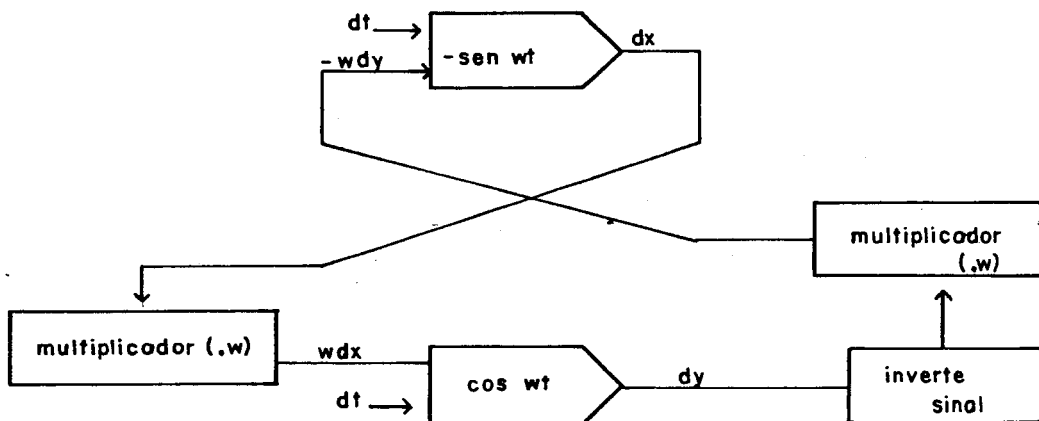 dt
-sen wt
dx
-wdy
multiplicador
(.w)
multiplicador (.w)
wdx
cos wt
dy
inverte
sinal
dt